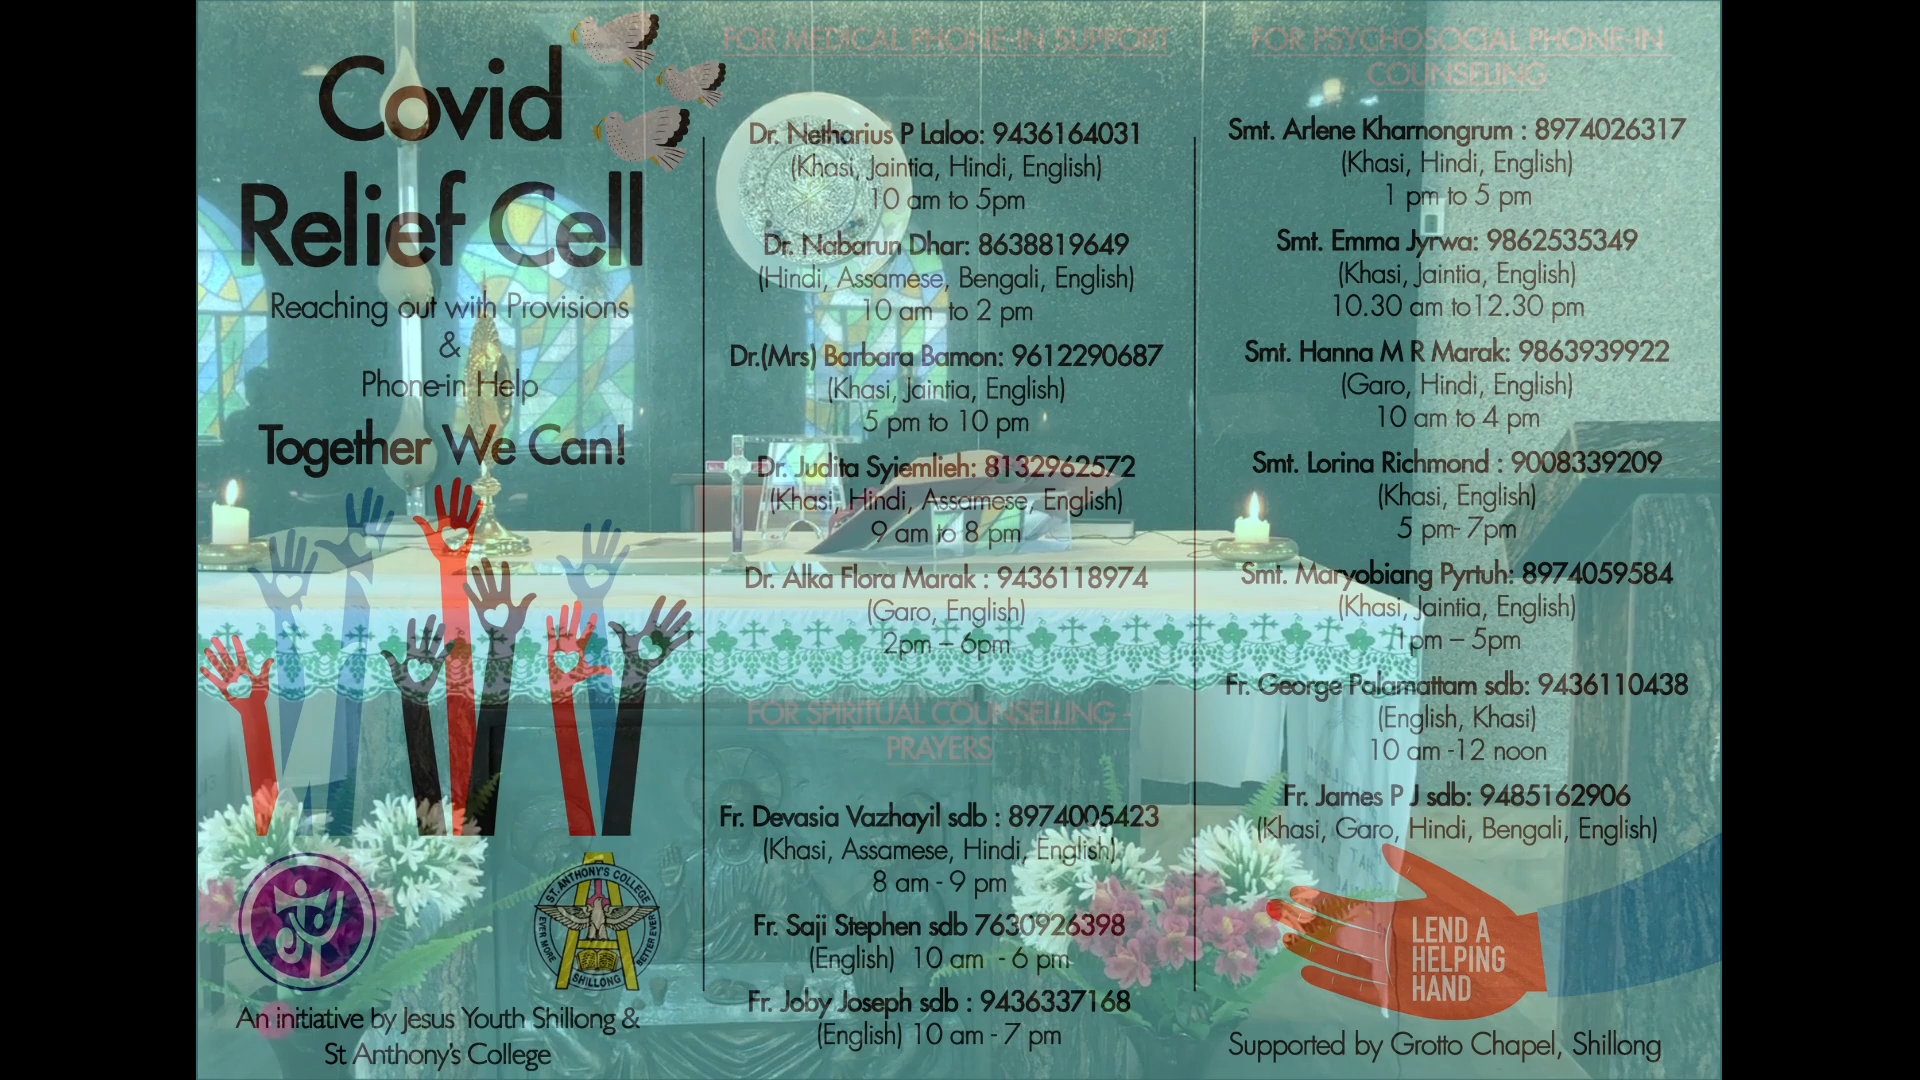 Covid
Relief Cell
Reaching out with Provisions
&
Phone-in Help
Together We Can!
ST. ANTHONY'S COLLEGE
EVER MORE
BETTER EVER
SHILLONG
An initiative by Jesus Youth Shillong &
St Anthony's College
FOR MEDICAL PHONE-IN SUPPORT
Dr. Netharius P Laloo: 9436164031
(Khasi, Jaintia, Hindi, English)
10 am to 5pm
Dr. Nabarun Dhar: 8638819649
(Hindi, Assamese, Bengali, English)
10 am to 2 pm
Dr.(Mrs) Barbara Bamon: 9612290687
(Khasi, Jaintia, English)
5 pm to 10 pm
Dr. Judita Syiemlieh: 8132962572
(Khasi, Hindi, Assamese, English)
9 am to 8 pm
Dr. Alka Flora Marak : 9436118974
(Garo, English)
2pm – 6pm
FOR SPIRITUAL COUNSELLING -
PRAYERS
Fr. Devasia Vazhayil sdb : 8974005423
(Khasi, Assamese, Hindi, English)
8 am - 9 pm
Fr. Saji Stephen sdb 7630926398
(English) 10 am - 6 pm
Fr. Joby Joseph sdb : 9436337168
(English) 10 am - 7 pm
FOR PSYCHOSOCIAL PHONE-IN
COUNSELING
Smt. Arlene Kharnongrum : 8974026317
(Khasi, Hindi, English)
1 pm to 5 pm
Smt. Emma Jyrwa: 9862535349
(Khasi, Jaintia, English)
10.30 am to12.30 pm
Smt. Hanna M R Marak: 9863939922
(Garo, Hindi, English)
10 am to 4 pm
Smt. Lorina Richmond : 9008339209
(Khasi, English)
5 pm- 7pm
Smt. Maryobiang Pyrtuh: 8974059584
(Khasi, Jaintia, English)
1pm – 5pm
Fr. George Palamattam sdb: 9436110438
(English, Khasi)
10 am -12 noon
Fr. James P J sdb: 9485162906
(Khasi, Garo, Hindi, Bengali, English)
LEND A
HELPING
HAND
Supported by Grotto Chapel, Shillong